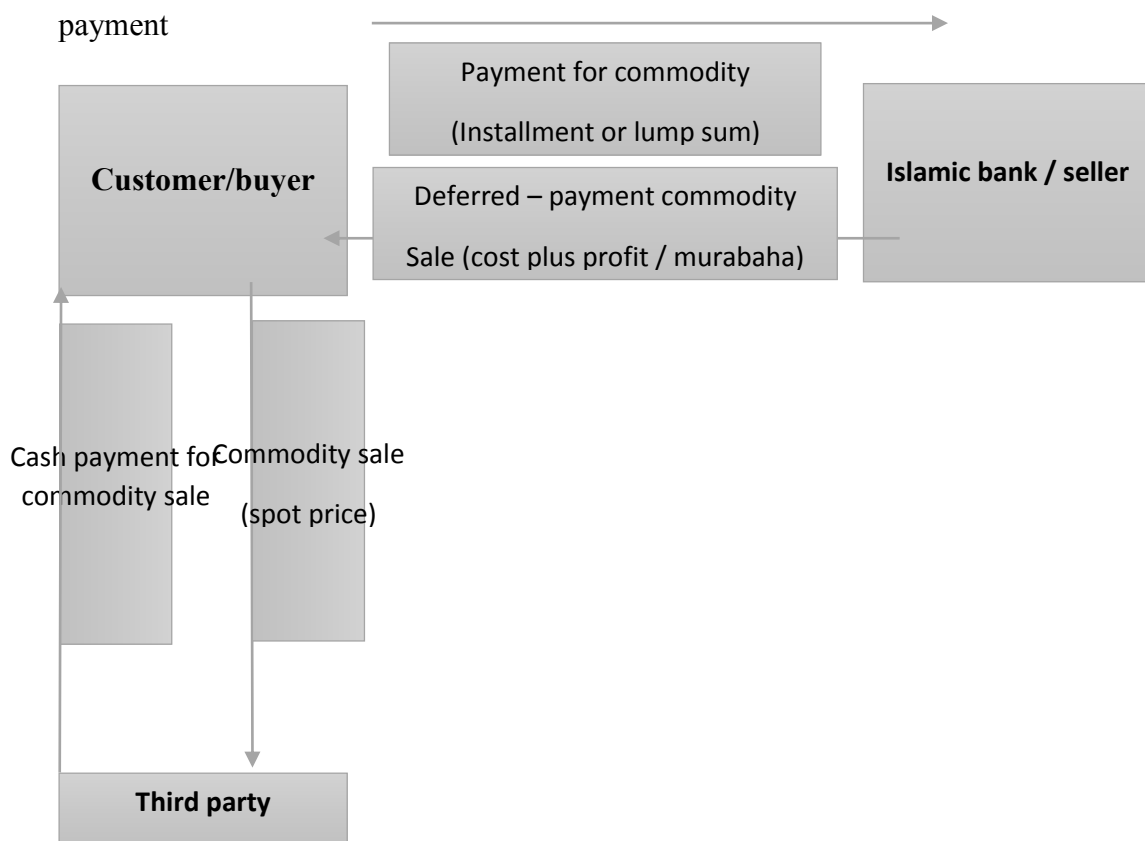 payment
Payment for commodity
(Installment or lump sum)
Customer/buyer
Islamic bank / seller
Deferred – payment commodity
Sale (cost plus profit / murabaha)
Cash payment for
commodity sale
Commodity sale
(spot price)
Third party